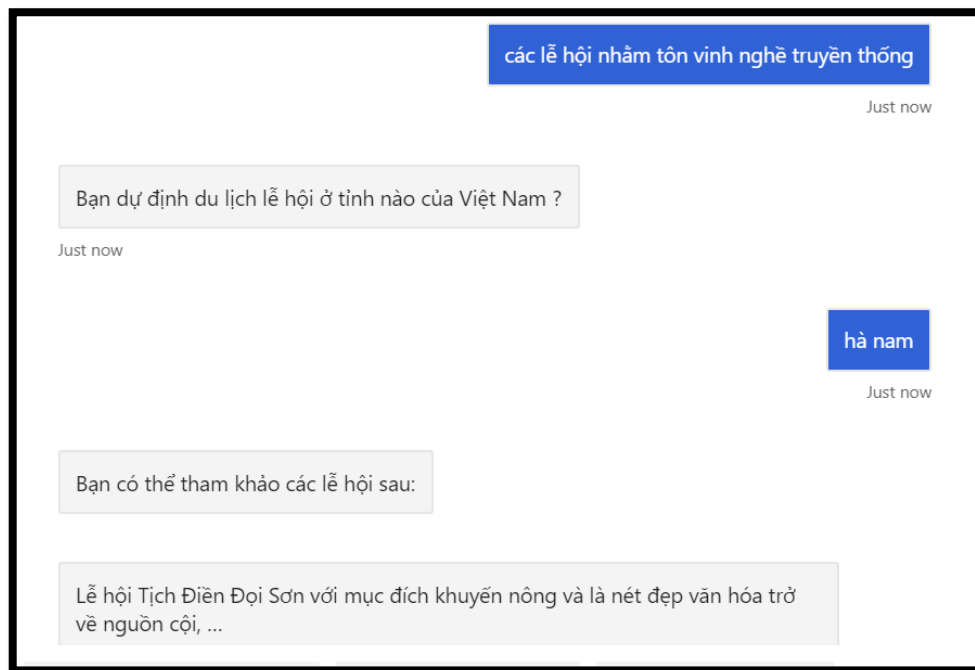 các lễ hội nhằm tôn vinh nghề truyền thống
Just now
Bạn dự định du lịch lễ hội ở tỉnh nào của Việt Nam ?
Just now
hà nam
Just now
Bạn có thể tham khảo các lễ hội sau:
Lễ hội Tịch Điền Đọi Sơn với mục đích khuyến nông và là nét đẹp văn hóa trở
về nguồn cội, ...